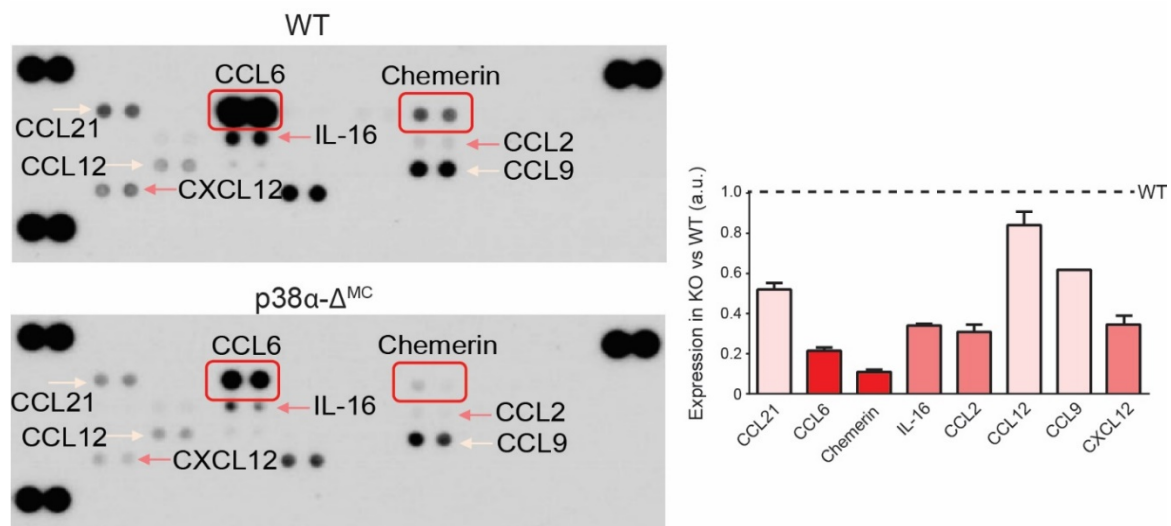 WT
CCL6
Chemerin
CCL21
IL-16
CCL2
CCL12
CCL9
CXCL12
p38α-Δᴹᶜ
CCL6
Chemerin
CCL21
IL-16
CCL2
CCL12
CCL9
CXCL12
Expression in KO vs WT (a.u.)
1.0
0.8
0.6
0.4
0.2
0
WT
CCL21
CCL6
Chemerin
IL-16
CCL2
CCL12
CCL9
CXCL12